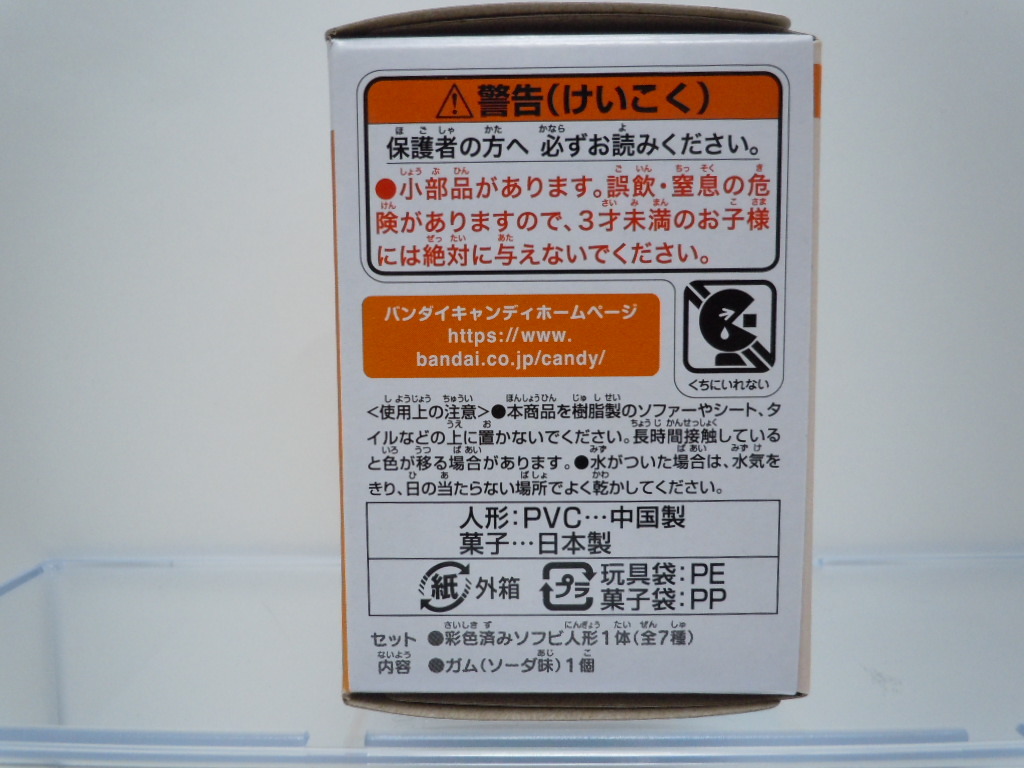 警告(けいこく)
保護者の方へ 必ずお読みください。
●小部品があります。誤飲・窒息の危
険がありますので、3才未満のお子様
には絶対に与えないでください。
バンダイキャンディホームページ
https://www.
bandai.co.jp/candy/
くちにいれない
<使用上の注意>●本商品を樹脂製のソファーやシート、タ
イルなどの上に置かないでください。長時間接触している
と色が移る場合があります。●水がついた場合は、水気を
きり、日の当たらない場所でよく乾かしてください。
人形:PVC…中国製
菓子…日本製
紙 外箱 プラ 玩具袋:PE
菓子袋:PP
セット ●彩色済みソフビ人形1体(全7種)
内容 ●ガム(ソーダ味)1個